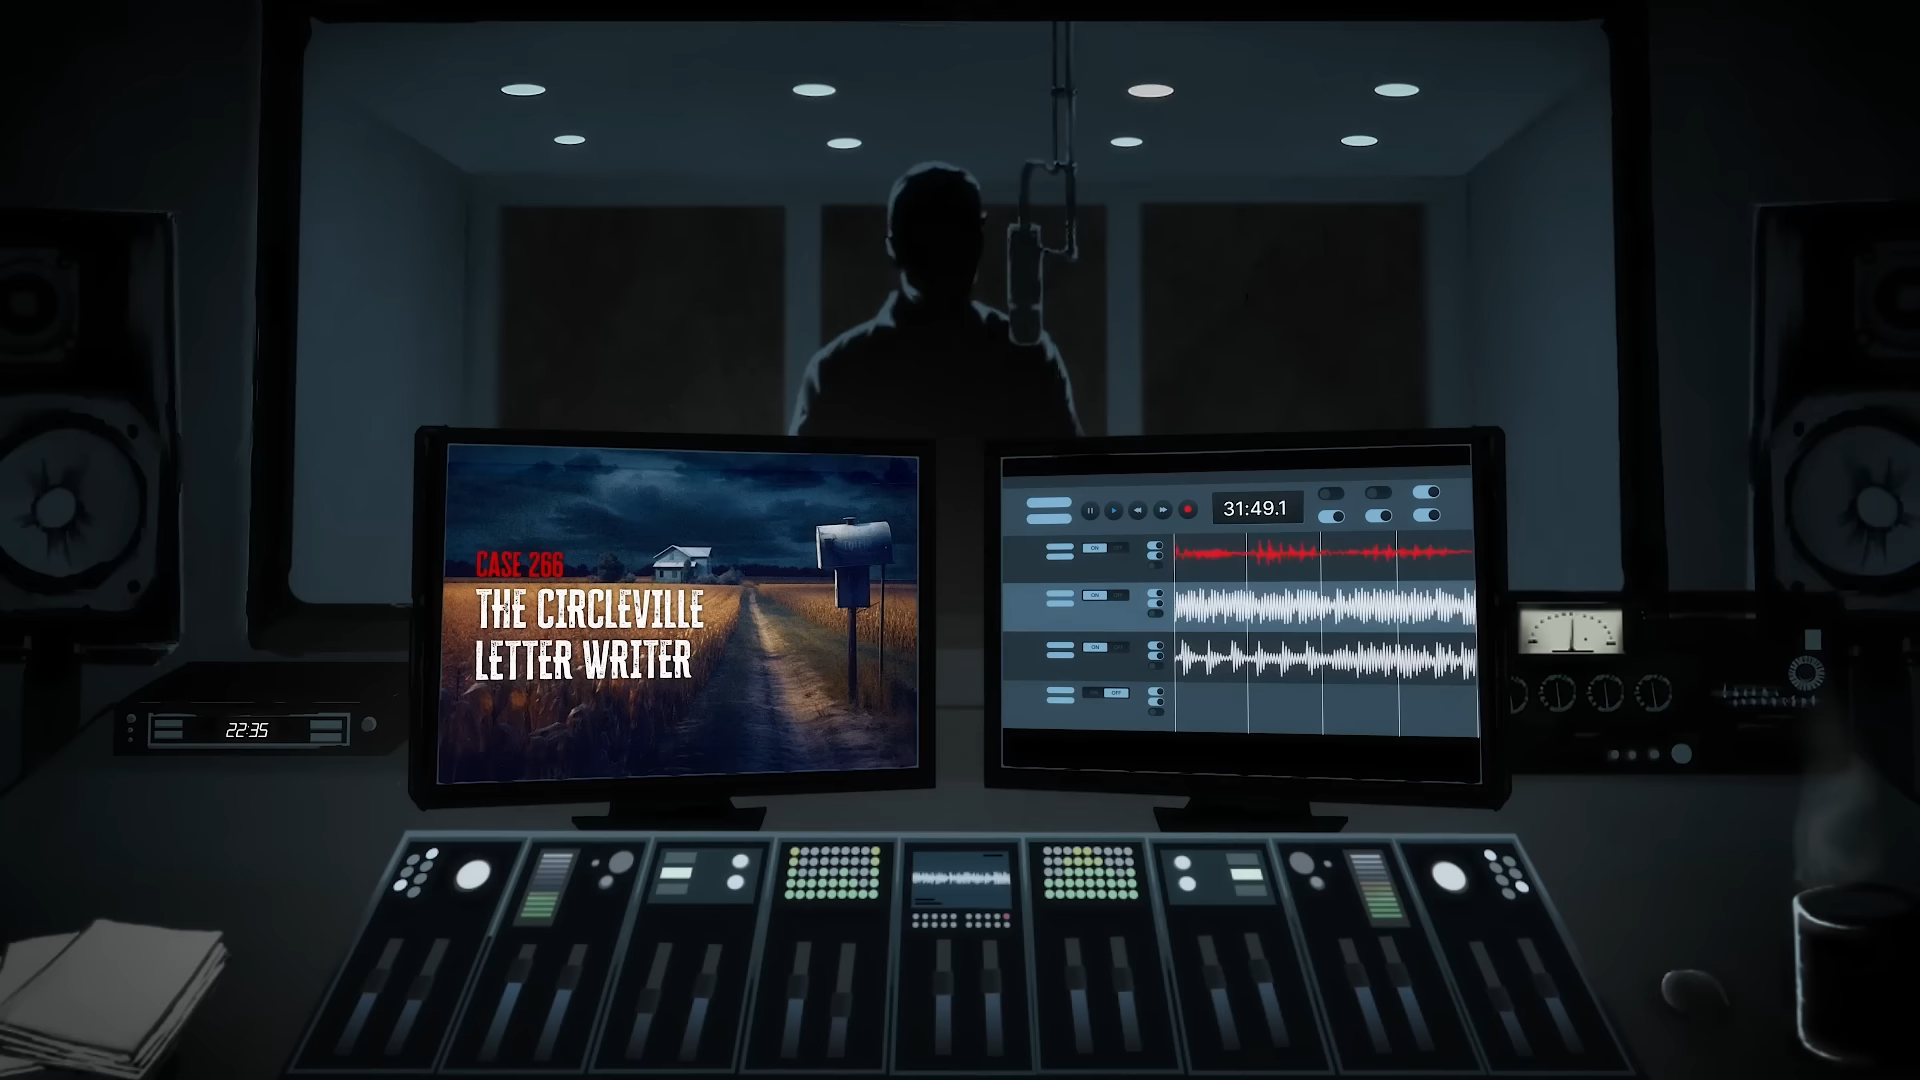 31:49.1
CASE 266
THE CIRCLEVILLE
LETTER WRITER
ON
ON
ON
OFF
22:35